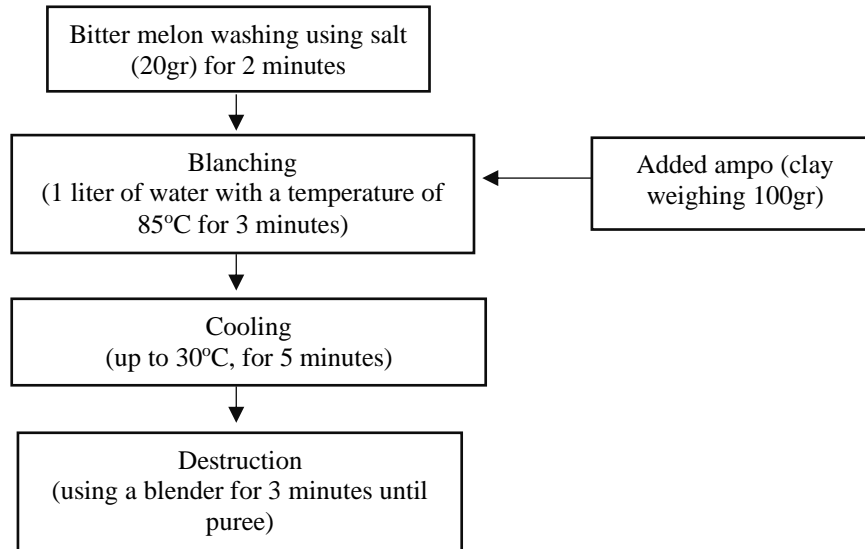 Bitter melon washing using salt
(20gr) for 2 minutes
Blanching
(1 liter of water with a temperature of
85°C for 3 minutes)
Added ampo (clay
weighing 100gr)
Cooling
(up to 30°C, for 5 minutes)
Destruction
(using a blender for 3 minutes until
puree)